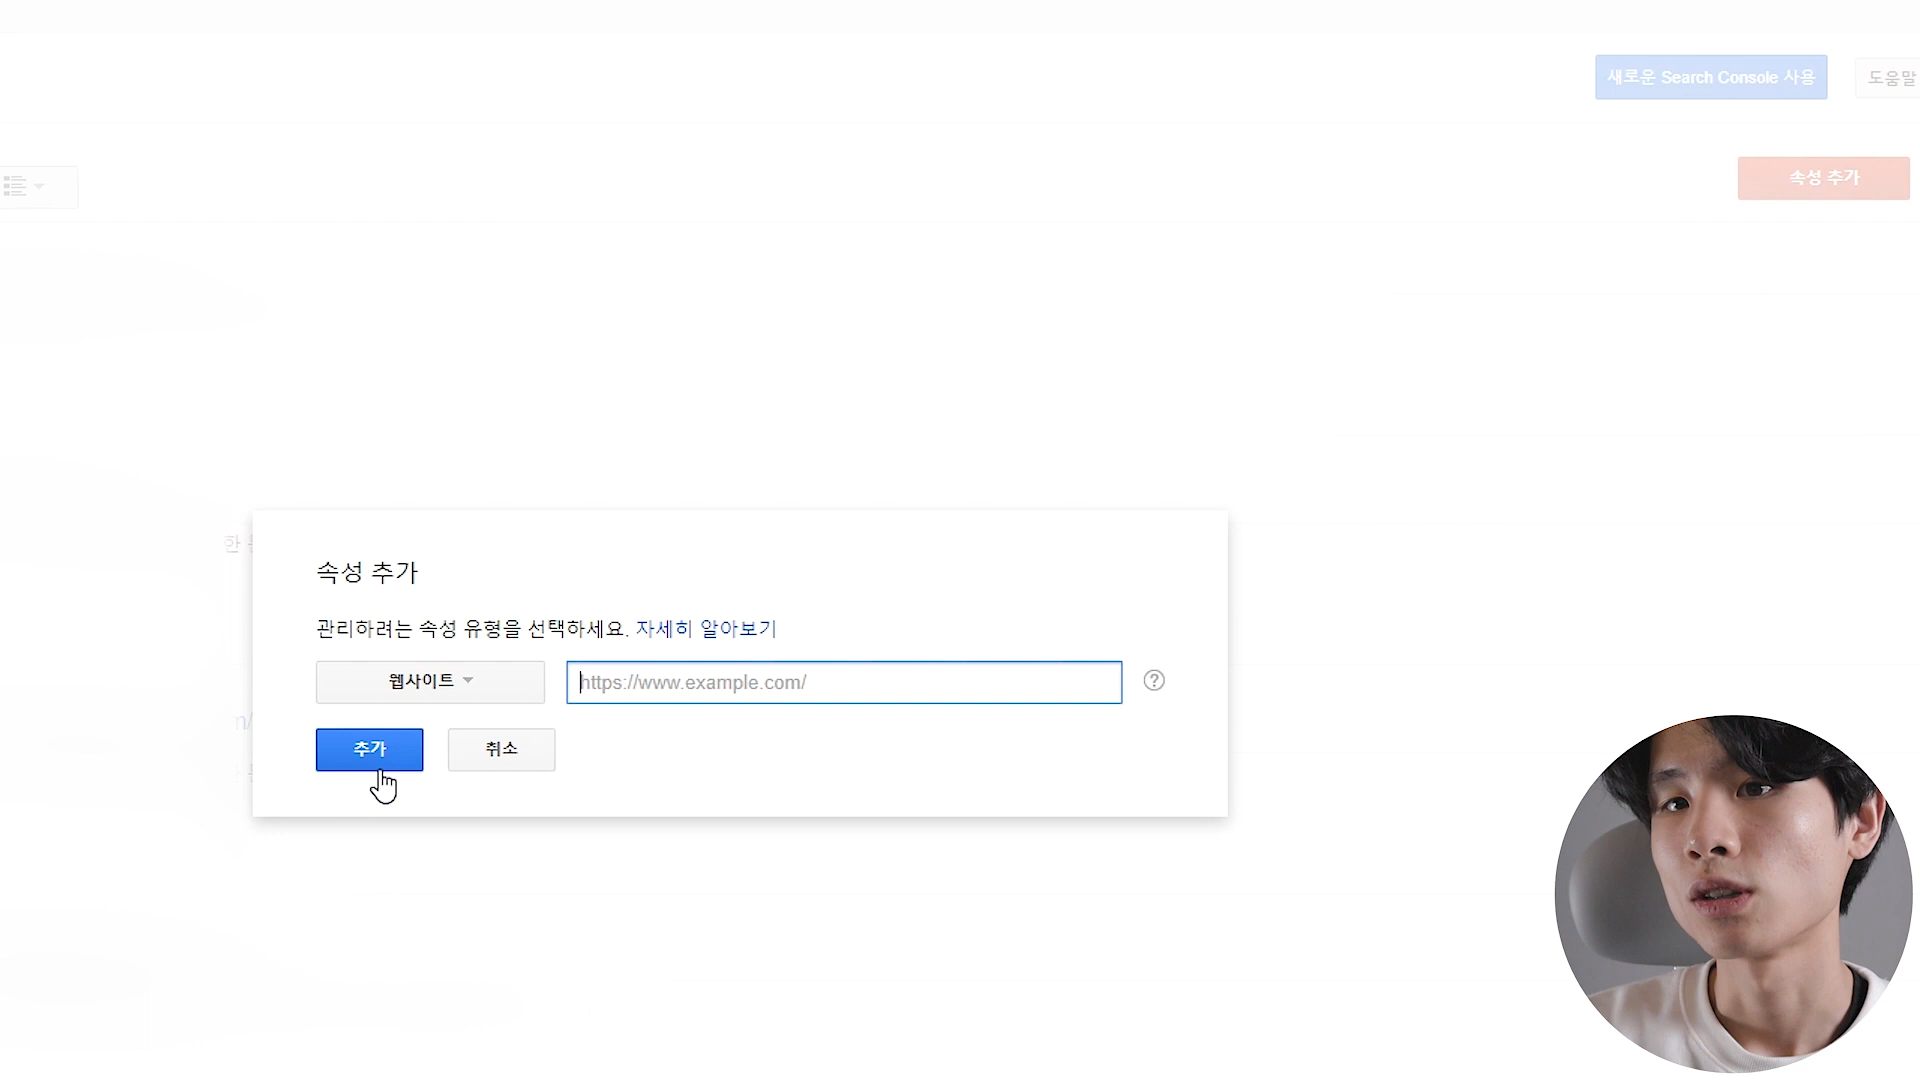 새로운 Search Console 사용
도움말
속성 추가
한
속성 추가
관리하려는 속성 유형을 선택하세요. 자세히 알아보기
웹사이트
https://www.example.com/
추가
취소